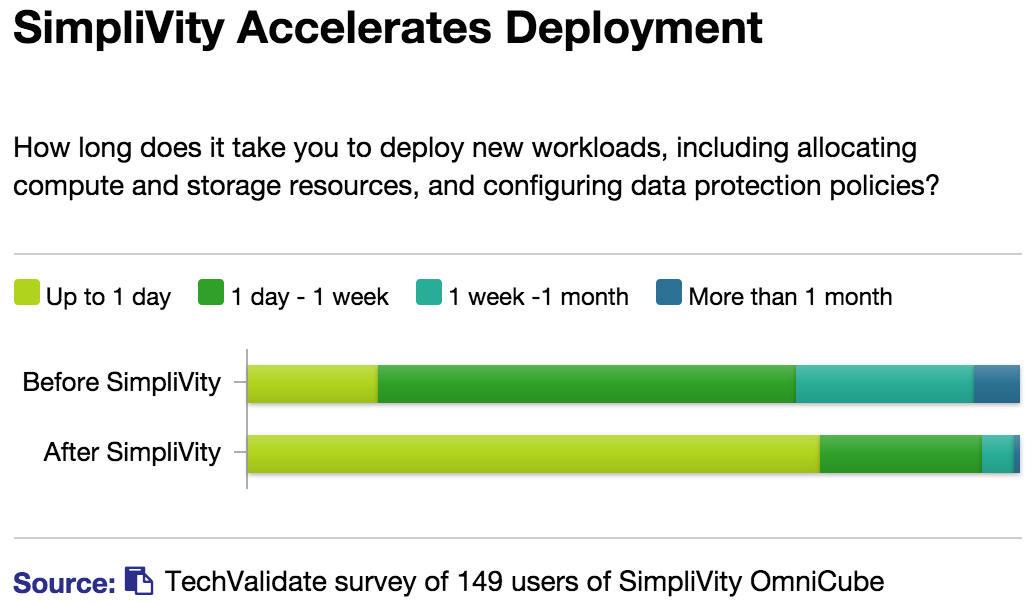 SimpliVity Accelerates Deployment
How long does it take you to deploy new workloads, including allocating
compute and storage resources, and configuring data protection policies?
Up to 1 day 1 day - 1 week 1 week -1 month More than 1 month
Before SimpliVity
After SimpliVity
Source: TechValidate survey of 149 users of SimpliVity OmniCube